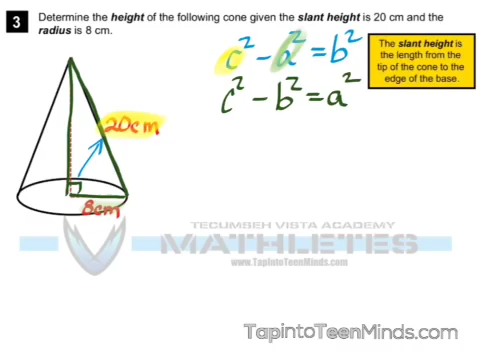 3
Determine the height of the following cone given the slant height is 20 cm and the
radius is 8 cm.
c² - a² = b²
c² - b² = a²
The slant height is
the length from the
tip of the cone to the
edge of the base.
20cm
8cm
TECUMSEH VISTA ACADEMY
MATHLETES
www.TapIntoTeenMinds.com
TapintoTeenMinds.com